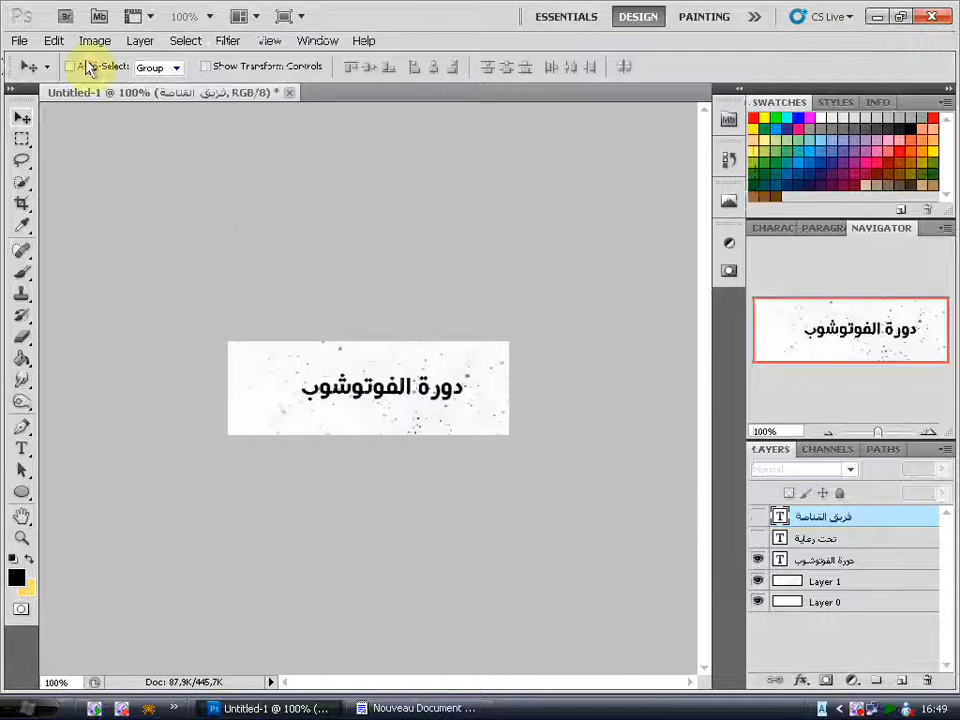 Ps Br Mb 100% ESSENTIALS DESIGN PAINTING CS Live
File Edit Image Layer Select Filter View Window Help
Auto-Select: Group Show Transform Controls
Untitled-1 @ 100% (فريق القناصة, RGB/8) *
SWATCHES STYLES INFO
Mb
CHARAC PARAGR NAVIGATOR
دورة الفوتوشوب
دورة الفوتوشوب
100%
LAYERS CHANNELS PATHS
Normal
T فريق القناصة
T تحت رعاية
T دورة الفوتوشوب
Layer 1
Layer 0
100% Doc: 87,9K/445,7K
Untitled-1 @ 100% (... Nouveau Document ... A 16:49